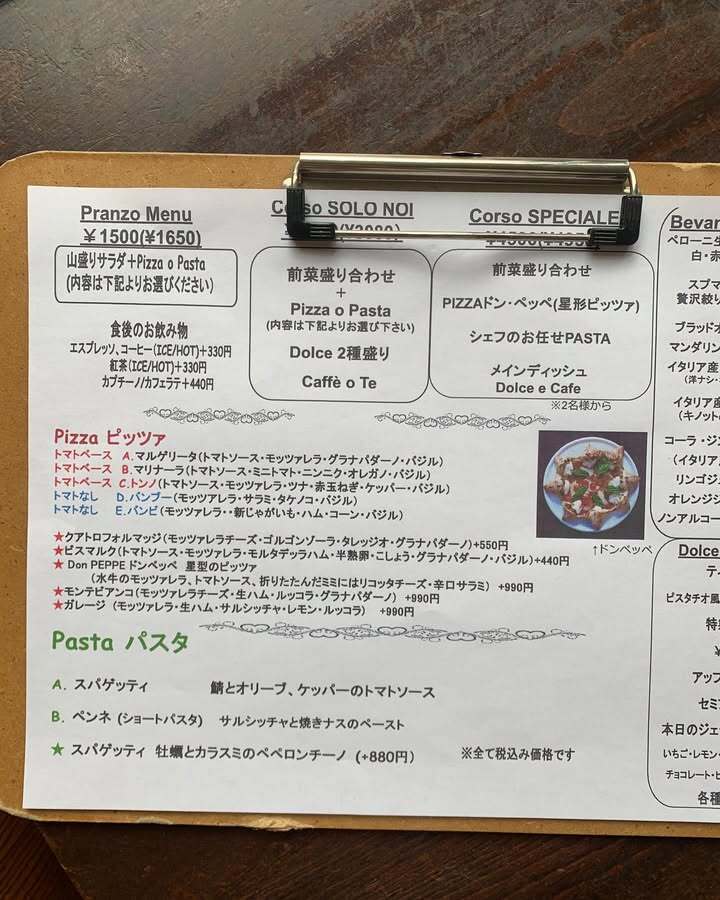 Pranzo Menu
￥1500(¥1650)
山盛りサラダ＋Pizza o Pasta
(内容は下記よりお選びください)
食後のお飲み物
エスプレッソ、コーヒー(ICE/HOT)＋330円
紅茶(ICE/HOT)＋330円
カプチーノ/カフェラテ＋440円
SOLO NOI
前菜盛り合わせ
＋
Pizza o Pasta
(内容は下記よりお選び下さい)
Dolce 2種盛り
Caffè o Te
Corso SPECIALE
前菜盛り合わせ
PIZZAドン・ペッペ(星形ピッツァ)
シェフのお任せPASTA
メインディッシュ
Dolce e Cafe
※2名様から
Pizza ピッツァ
トマトベース A.マルゲリータ(トマトソース・モッツァレラ・グラナパダーノ・バジル)
トマトベース B.マリナーラ(トマトソース・ミニトマト・ニンニク・オレガノ・バジル)
トマトベース C.トンノ(トマトソース・モッツァレラ・ツナ・赤玉ねぎ・ケッパー・バジル)
トマトなし D.バンブー(モッツァレラ・サラミ・タケノコ・バジル)
トマトなし E.バンビ(モッツァレラ・・新じゃがいも・ハム・コーン・バジル)
★クアトロフォルマッジ(モッツァレラチーズ・ゴルゴンゾーラ・タレッジオ・グラナパダーノ)+550円
★ビスマルク(トマトソース・モッツァレラ・モルタデッラハム・半熟卵・こしょう・グラナパダーノ・バジル)+440円
★ Don PEPPE ドンペッペ 星型のピッツァ
(水牛のモッツァレラ、トマトソース、折りたたんだミミにはリコッタチーズ・辛口サラミ) +990円
★モンテビアンコ(モッツァレラチーズ・生ハム・ルッコラ・グラナパダーノ) +990円
★ガレージ (モッツァレラ・生ハム・サルシッチャ・レモン・ルッコラ) +990円
↑ドンペッペ
Pasta パスタ
A. スパゲッティ 鯖とオリーブ、ケッパーのトマトソース
B. ペンネ (ショートパスタ) サルシッチャと焼きナスのペースト
★ スパゲッティ 牡蠣とカラスミのペペロンチーノ (+880円) ※全て税込み価格です
Bevan
ペローニ生
白・赤
スプマ
贅沢絞り
ブラッドオ
マンダリン
イタリア産
(洋ナシ・
イタリア産
(キノット
コーラ・ジン
(イタリア
リンゴジュ
オレンジジ
ノンアルコー
Dolce
テ
ピスタチオ風
特
￥
アップ
セミ
本日のジェ
いちご・レモン・
チョコレート・ピ
各種